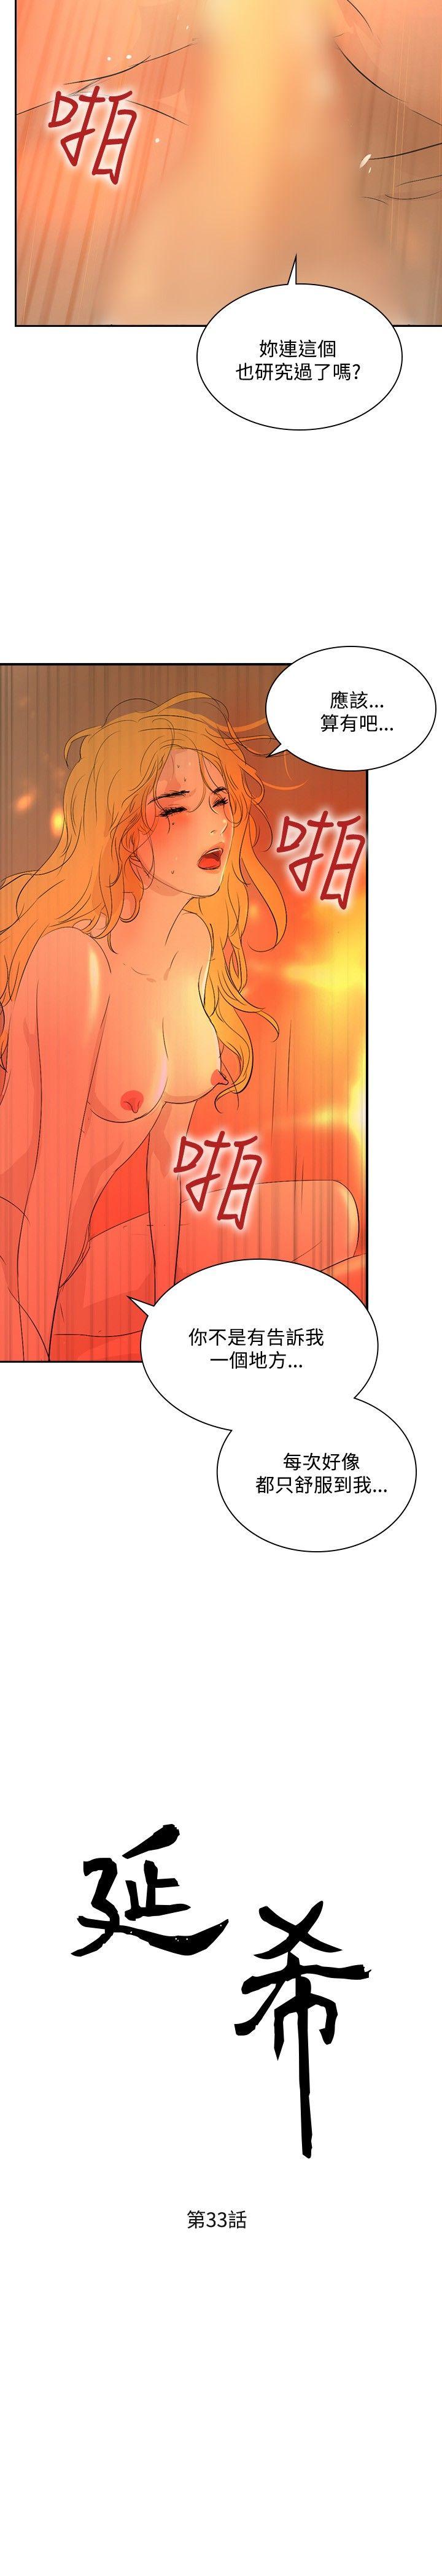 啪
妳連這個
也研究過了嗎?
應該...
算有吧...
啪
啪
你不是有告訴我
一個地方...
每次好像
都只舒服到我...
延希
第33話